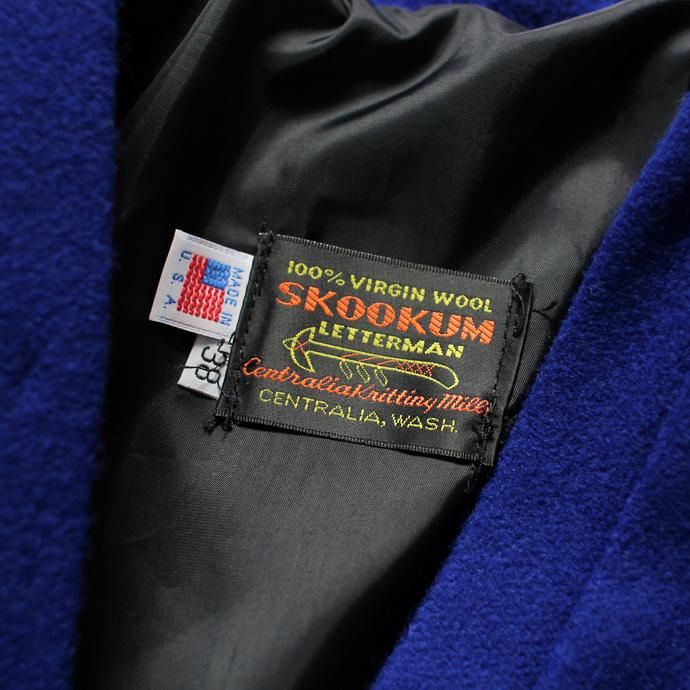 100% VIRGIN WOOL
SKOOKUM
LETTERMAN
Centralia Knitting Mills
CENTRALIA, WASH.
MADE IN
U.S.A.
38